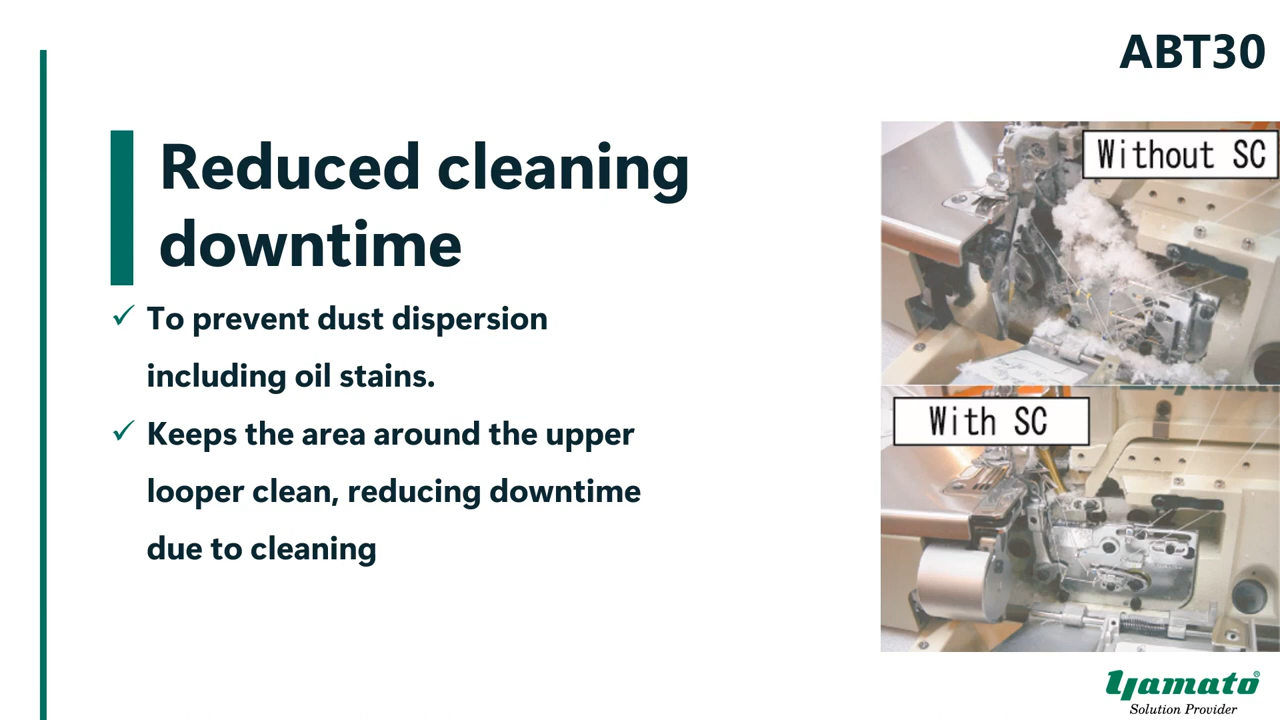 ABT30
Reduced cleaning
downtime
✓ To prevent dust dispersion
including oil stains.
✓ Keeps the area around the upper
looper clean, reducing downtime
due to cleaning
Without SC
With SC
Yamato®
Solution Provider